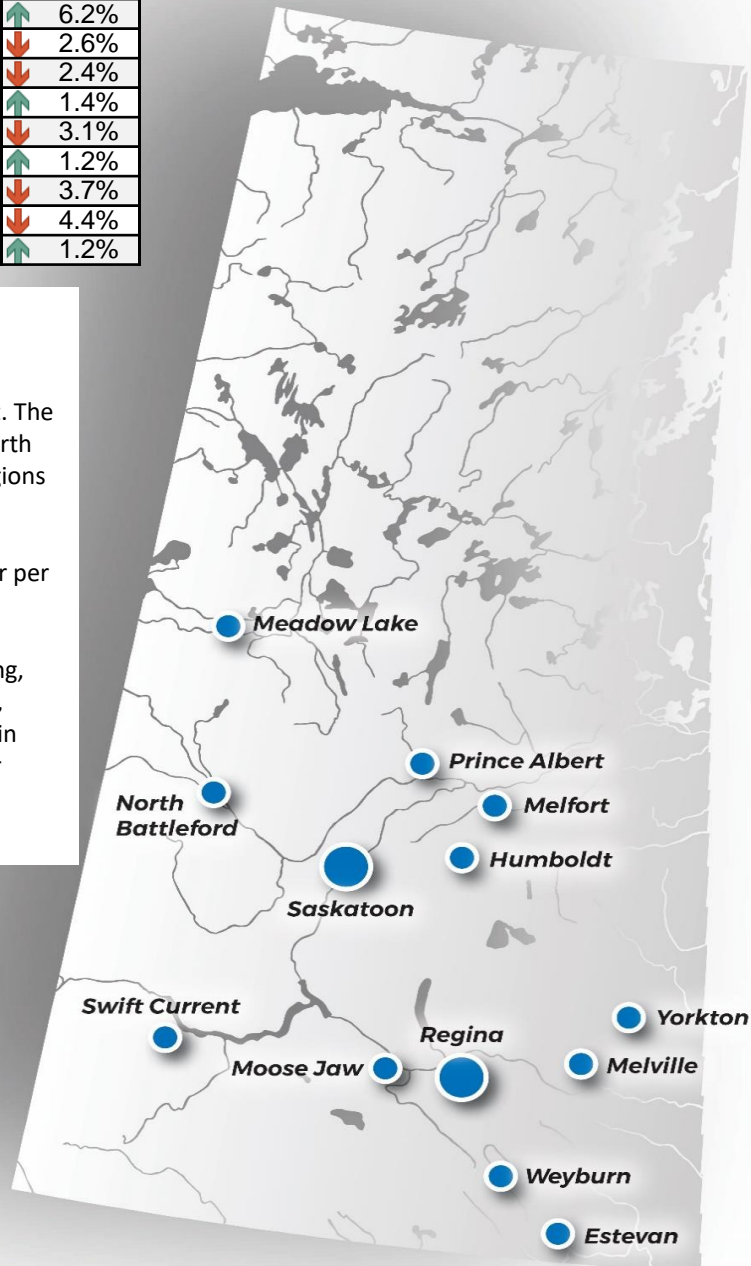 6.2%
2.6%
2.4%
1.4%
3.1%
1.2%
3.7%
4.4%
1.2%
. The
rth
gions
r per
ng,
in
Meadow Lake
Prince Albert
North
Battleford
Melfort
Humboldt
Saskatoon
Swift Current
Yorkton
Regina
Moose Jaw
Melville
Weyburn
Estevan